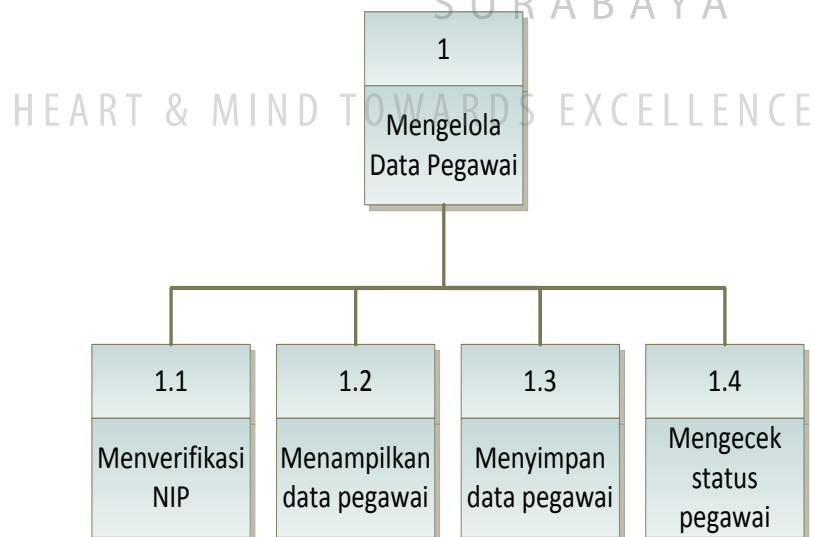 SURABAYA
1
HEART & MIND TOWARDS EXCELLENCE
Mengelola
Data Pegawai
1.1
Menverifikasi
NIP
1.2
Menampilkan
data pegawai
1.3
Menyimpan
data pegawai
1.4
Mengecek
status
pegawai